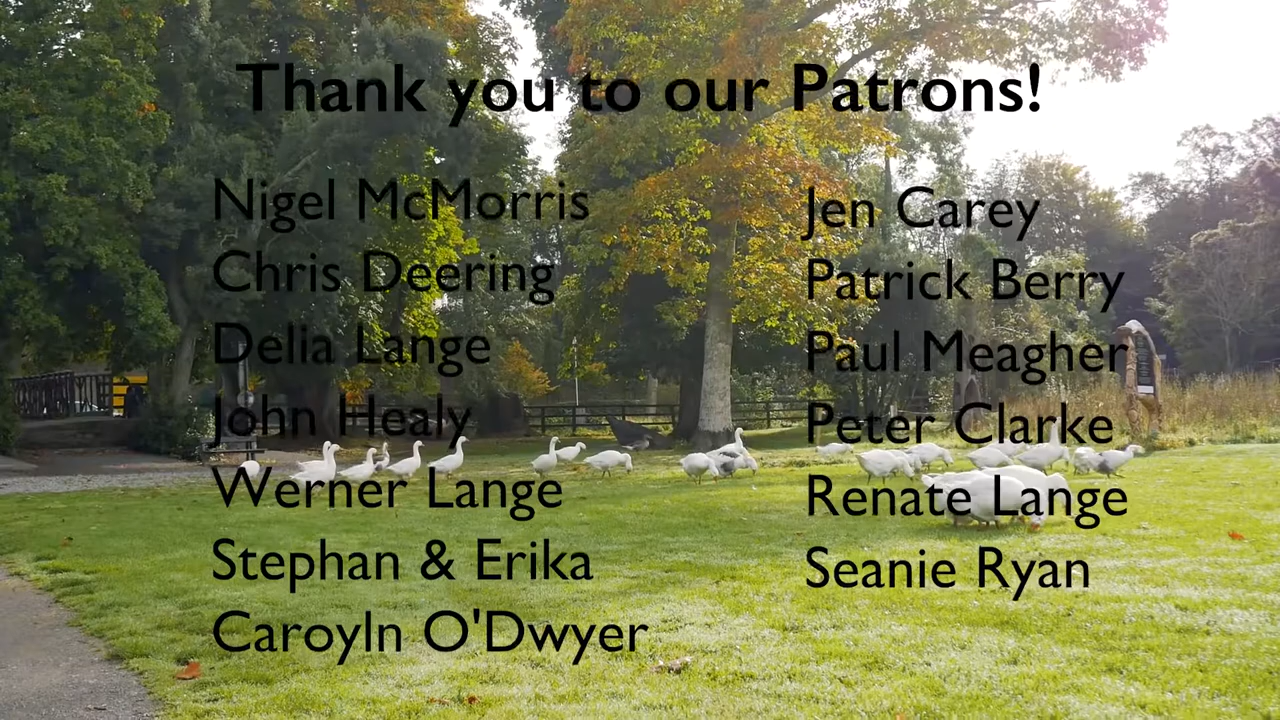 Thank you to our Patrons!
Nigel McMorris
Chris Deering
Delia Lange
John Healy
Werner Lange
Stephan & Erika
Caroyln O'Dwyer
Jen Carey
Patrick Berry
Paul Meagher
Peter Clarke
Renate Lange
Seanie Ryan